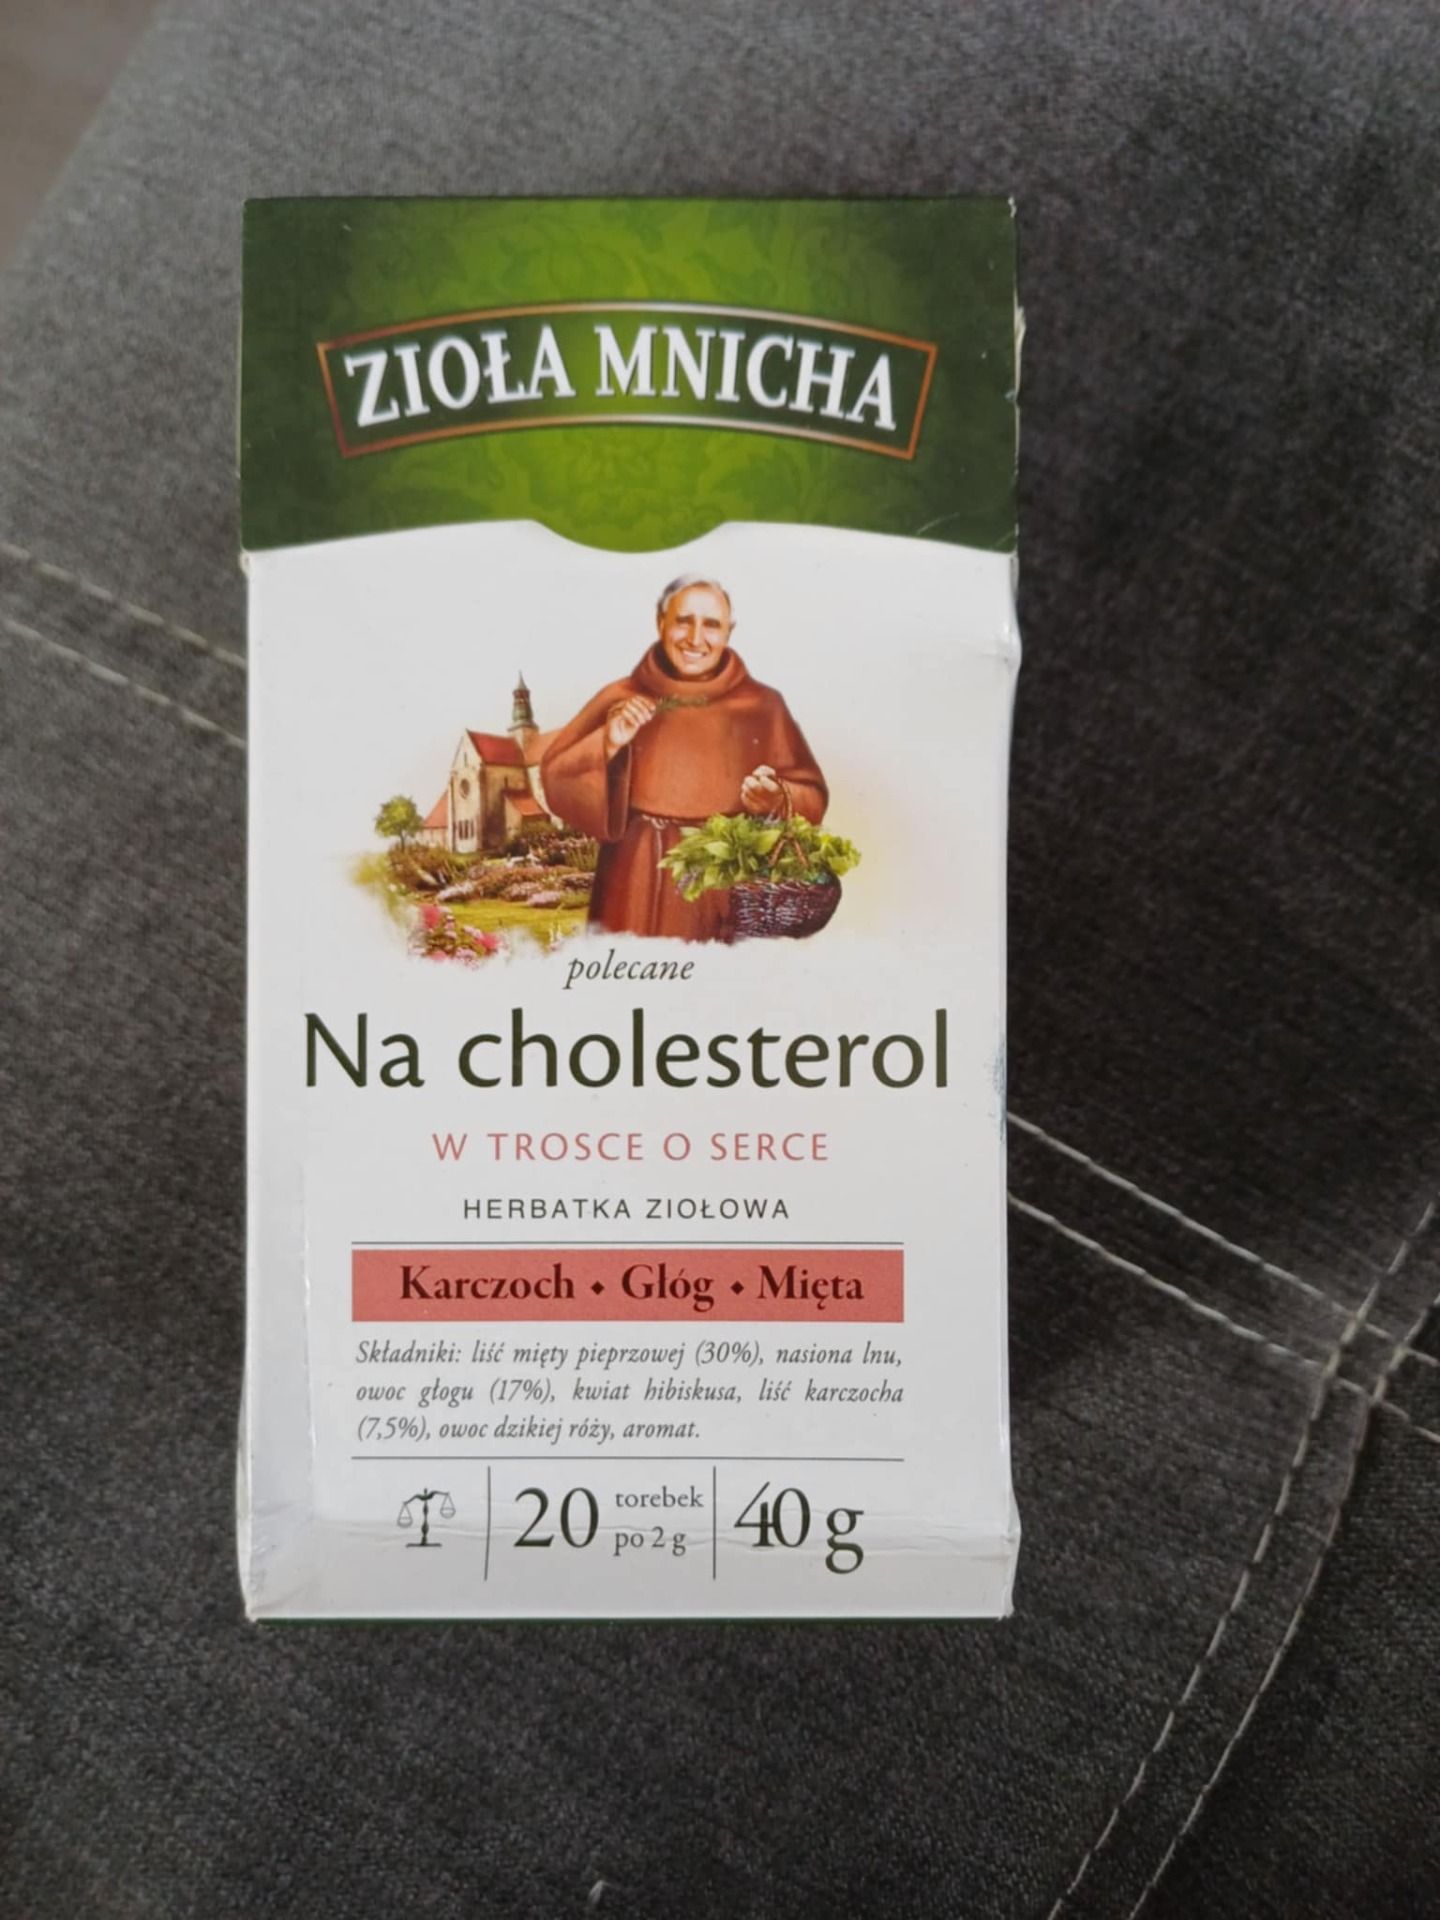 ZIOŁA MNICHA
polecane
Na cholesterol
W TROSCE O SERCE
HERBATKA ZIOŁOWA
Karczoch ⬥ Głóg ⬥ Mięta
Składniki: liść mięty pieprzowej (30%), nasiona lnu,
owoc głogu (17%), kwiat hibiskusa, liść karczocha
(7,5%), owoc dzikiej róży, aromat.
20 torebek po 2 g
40 g